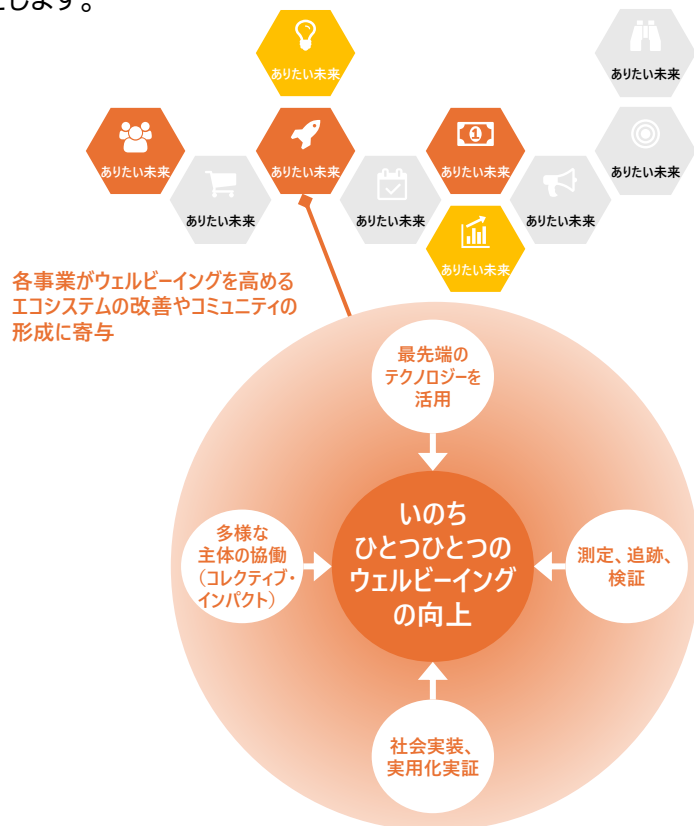 とします。
ありたい未来
ありたい未来
ありたい未来
ありたい未来
ありたい未来
ありたい未来
ありたい未来
ありたい未来
ありたい未来
ありたい未来
ありたい未来
各事業がウェルビーイングを高める
エコシステムの改善やコミュニティの
形成に寄与
最先端の
テクノロジーを
活用
多様な
主体の協働
（コレクティブ・
インパクト）
いのち
ひとつひとつの
ウェルビーイング
の向上
測定、追跡、
検証
社会実装、
実用化実証